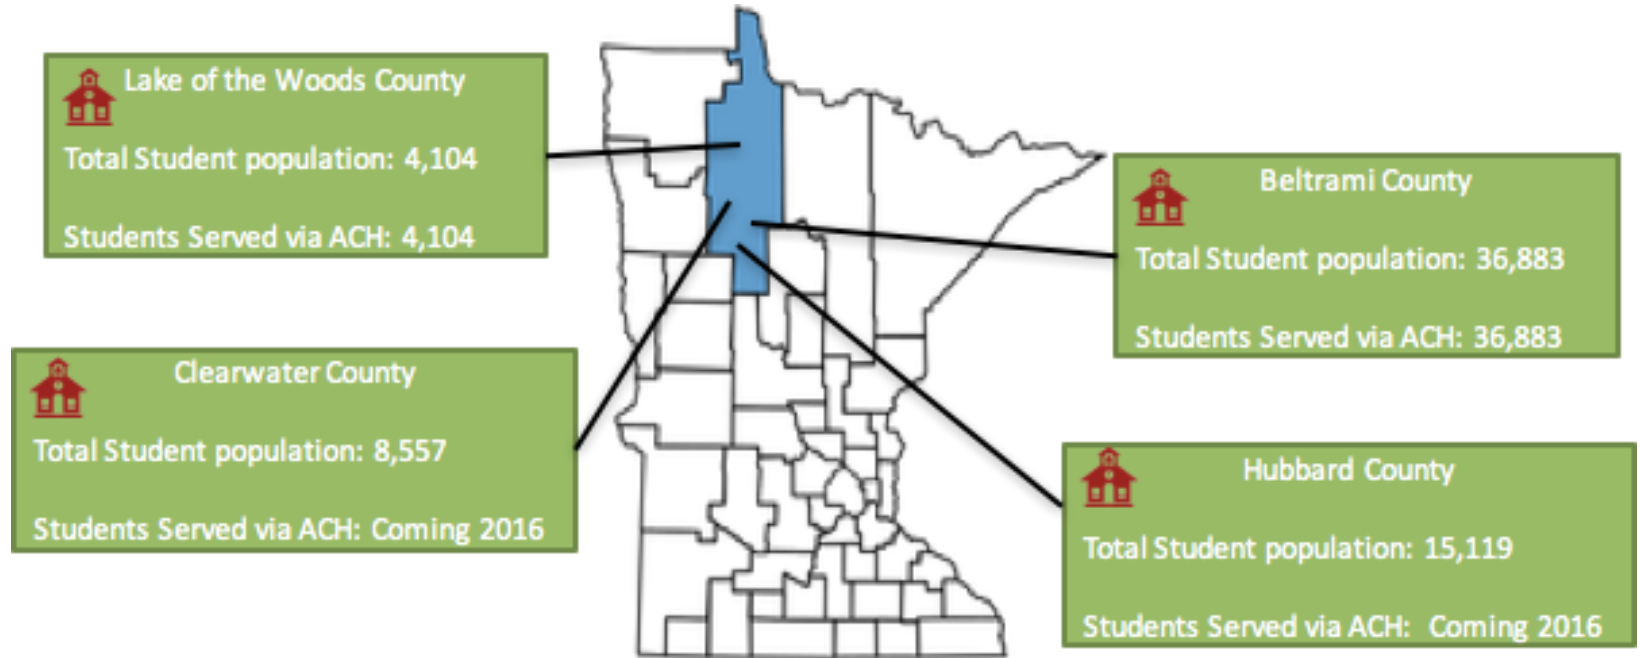 Lake of the Woods County
Total Student population: 4,104
Students Served via ACH: 4,104
Beltrami County
Total Student population: 36,883
Students Served via ACH: 36,883
Clearwater County
Total Student population: 8,557
Students Served via ACH: Coming 2016
Hubbard County
Total Student population: 15,119
Students Served via ACH: Coming 2016